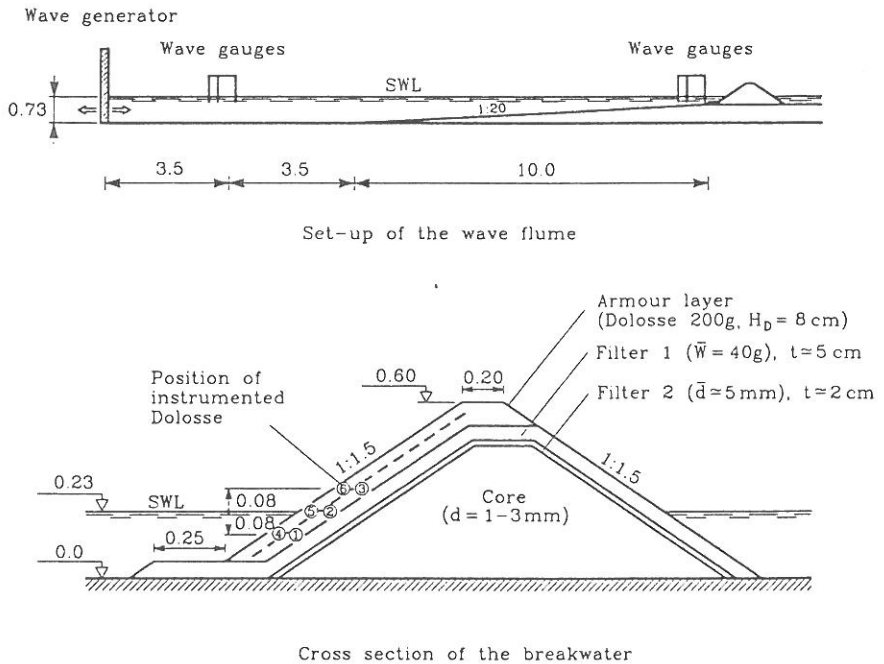 Wave generator
Wave gauges
Wave gauges
SWL
0.73
1:20
3.5
3.5
10.0
Set-up of the wave flume
Armour layer
(Dolosse 200g, H_D = 8 cm)
Filter 1 (W̄ = 40g), t≃5 cm
Filter 2 (d̄≃5mm), t≃2 cm
Position of
instrumented
Dolosse
0.60
0.20
1:1.5
1:1.5
⑥ ③
0.23
SWL
0.08
⑤ ②
Core
(d = 1-3mm)
0.08
④ ①
0.25
0.0
Cross section of the breakwater